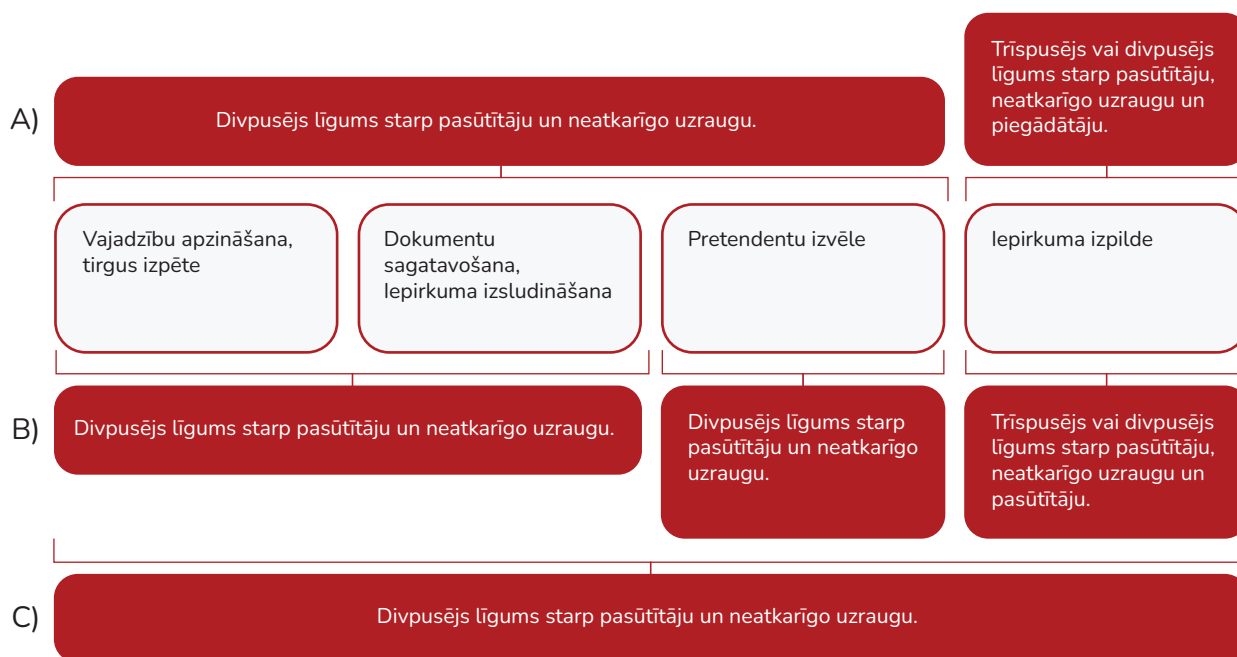 Trīspusējs vai divpusējs
līgums starp pasūtītāju,
neatkarīgo uzraugu un
piegādātāju.
A)
Divpusējs līgums starp pasūtītāju un neatkarīgo uzraugu.
Vajadzību apzināšana,
tirgus izpēte
Dokumentu
sagatavošana,
Iepirkuma izsludināšana
Pretendentu izvēle
Iepirkuma izpilde
B)
Divpusējs līgums starp pasūtītāju un neatkarīgo uzraugu.
Divpusējs līgums starp
pasūtītāju un neatkarīgo
uzraugu.
Trīspusējs vai divpusējs
līgums starp pasūtītāju,
neatkarīgo uzraugu un
pasūtītāju.
C)
Divpusējs līgums starp pasūtītāju un neatkarīgo uzraugu.